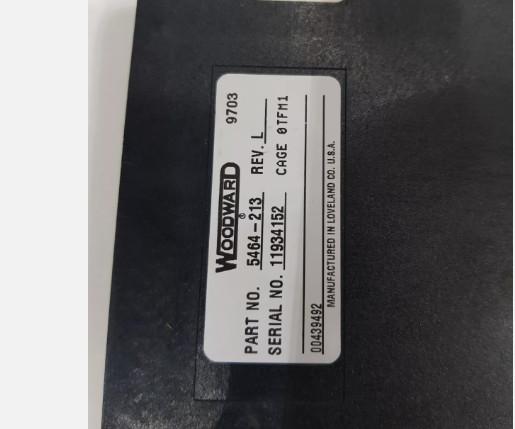 WOODWARD® 9703
PART NO. 5464-213 REV. L
SERIAL NO. 11934152 CAGE 0TFM1
00439492
MANUFACTURED IN LOVELAND CO. U.S.A.